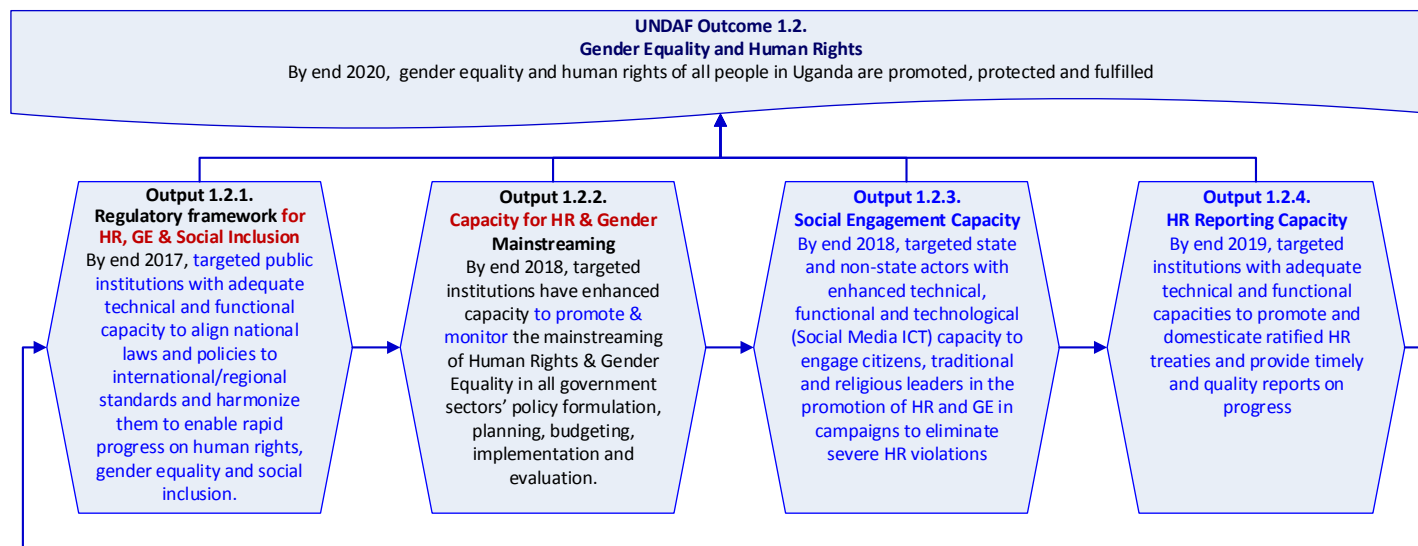 UNDAF Outcome 1.2.
Gender Equality and Human Rights
By end 2020, gender equality and human rights of all people in Uganda are promoted, protected and fulfilled
Output 1.2.1.
Regulatory framework for
HR, GE & Social Inclusion
By end 2017, targeted public
institutions with adequate
technical and functional
capacity to align national
laws and policies to
international/regional
standards and harmonize
them to enable rapid
progress on human rights,
gender equality and social
inclusion.
Output 1.2.2.
Capacity for HR & Gender
Mainstreaming
By end 2018, targeted
institutions have enhanced
capacity to promote &
monitor the mainstreaming
of Human Rights & Gender
Equality in all government
sectors’ policy formulation,
planning, budgeting,
implementation and
evaluation.
Output 1.2.3.
Social Engagement Capacity
By end 2018, targeted state
and non-state actors with
enhanced technical,
functional and technological
(Social Media ICT) capacity to
engage citizens, traditional
and religious leaders in the
promotion of HR and GE in
campaigns to eliminate
severe HR violations
Output 1.2.4.
HR Reporting Capacity
By end 2019, targeted
institutions with adequate
technical and functional
capacities to promote and
domesticate ratified HR
treaties and provide timely
and quality reports on
progress